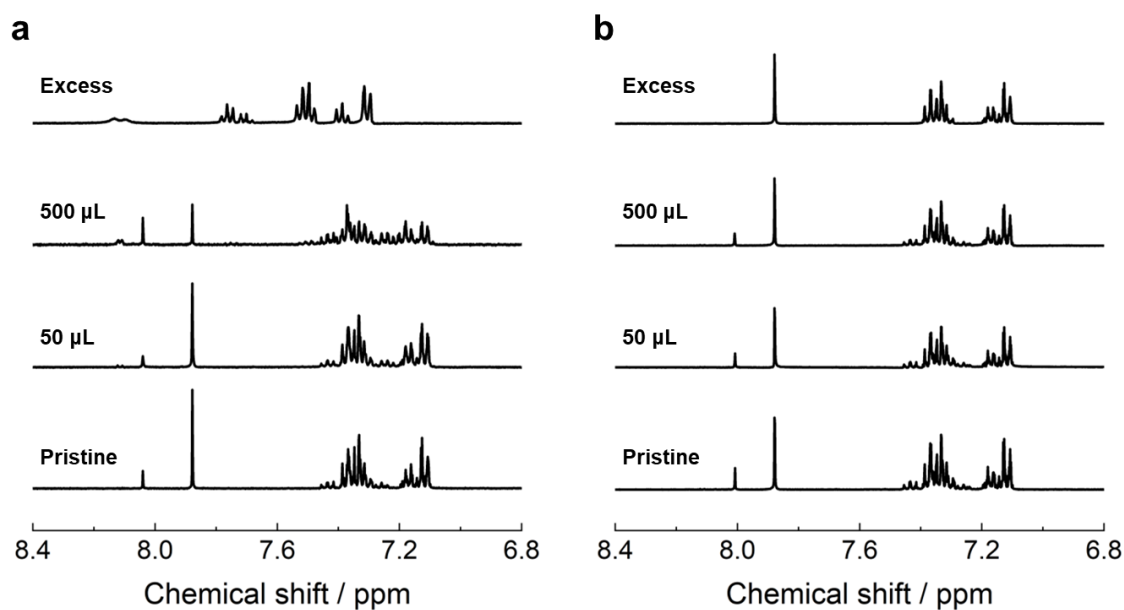 a
Excess
500 µL
50 µL
Pristine
8.4 8.0 7.6 7.2 6.8
Chemical shift / ppm
b
Excess
500 µL
50 µL
Pristine
8.4 8.0 7.6 7.2 6.8
Chemical shift / ppm